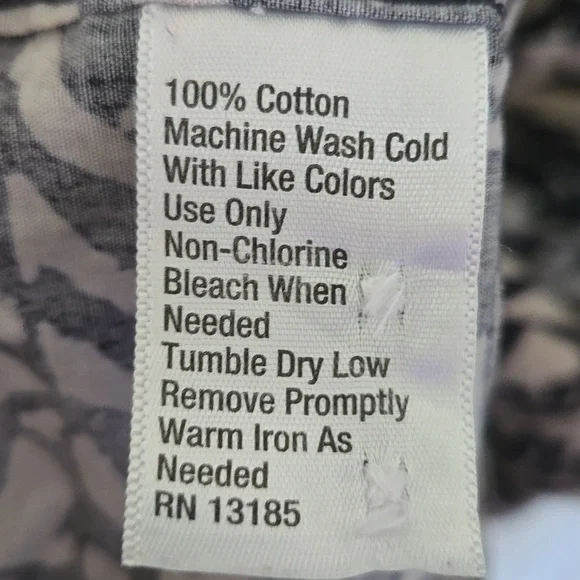 100% Cotton
Machine Wash Cold
With Like Colors
Use Only
Non-Chlorine
Bleach When
Needed
Tumble Dry Low
Remove Promptly
Warm Iron As
Needed
RN 13185